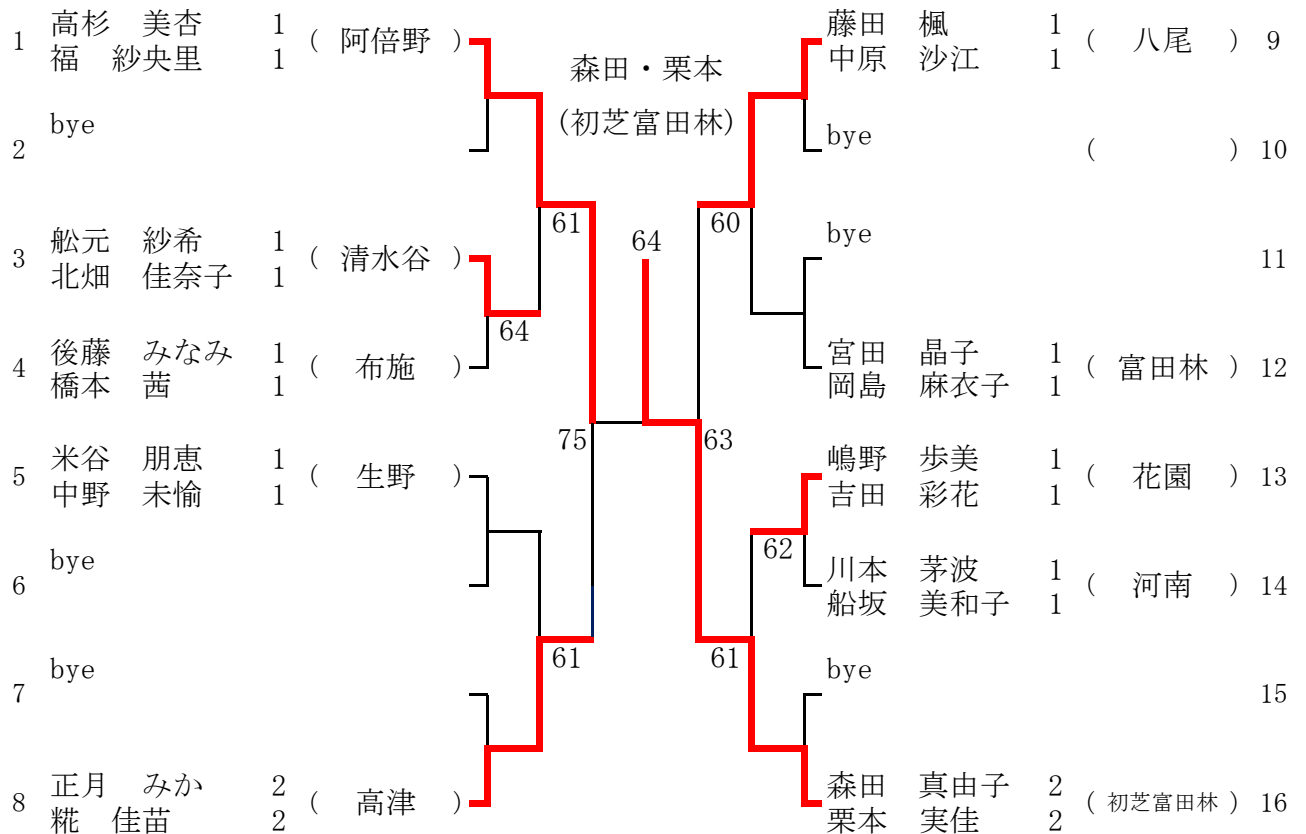 1 高杉 美杏 1 ( 阿倍野 )
福 紗央里 1
2 bye
3 舩元 紗希 1 ( 清水谷 )
北畑 佳奈子 1
4 後藤 みなみ 1 ( 布施 )
橋本 茜 1
5 米谷 朋恵 1 ( 生野 )
中野 未愉 1
6 bye
7 bye
8 正月 みか 2 ( 高津 )
糀 佳苗 2
森田・栗本
(初芝富田林)
61
64
60
64
75
63
62
61
61
藤田 楓 1 ( 八尾 ) 9
中原 沙江 1
bye ( ) 10
bye 11
宮田 晶子 1 ( 富田林 ) 12
岡島 麻衣子 1
嶋野 歩美 1 ( 花園 ) 13
吉田 彩花 1
川本 茅波 1 ( 河南 ) 14
船坂 美和子 1
bye 15
森田 真由子 2 ( 初芝富田林 ) 16
栗本 実佳 2